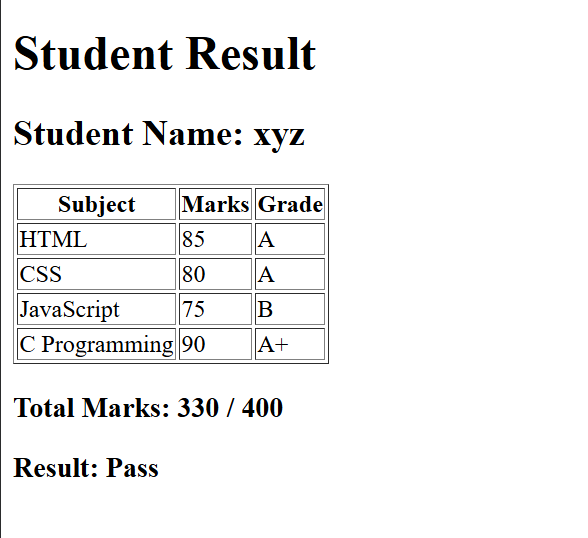 Student Result
Student Name: xyz
Subject Marks Grade
HTML 85 A
CSS 80 A
JavaScript 75 B
C Programming 90 A+
Total Marks: 330 / 400
Result: Pass